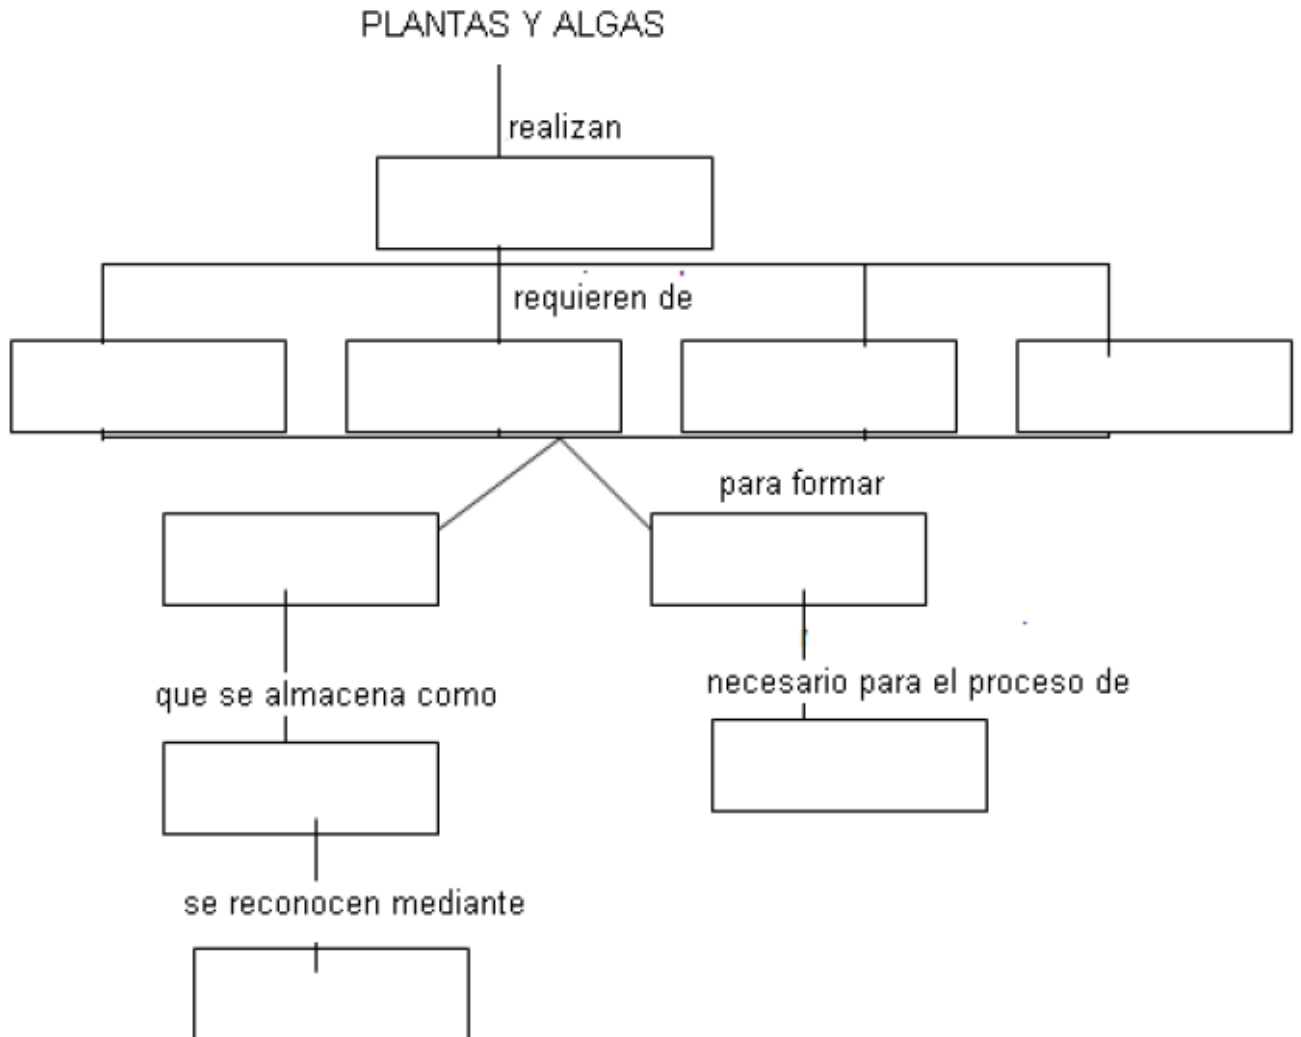 PLANTAS Y ALGAS
realizan
requieren de
para formar
necesario para el proceso de
que se almacena como
se reconocen mediante